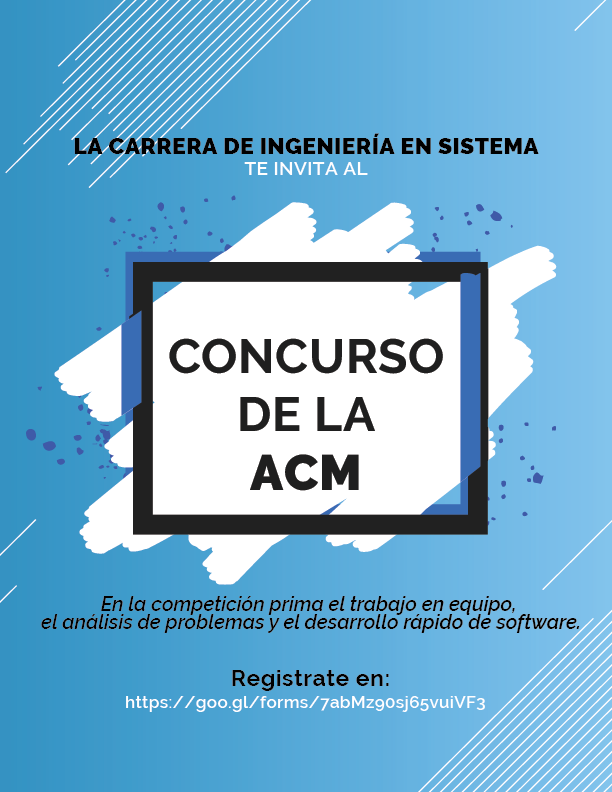 LA CARRERA DE INGENIERÍA EN SISTEMA
TE INVITA AL
CONCURSO
DE LA
ACM
En la competición prima el trabajo en equipo,
el análisis de problemas y el desarrollo rápido de software.
Registrate en:
https://goo.gl/forms/7abMz90sj65vuiVF3